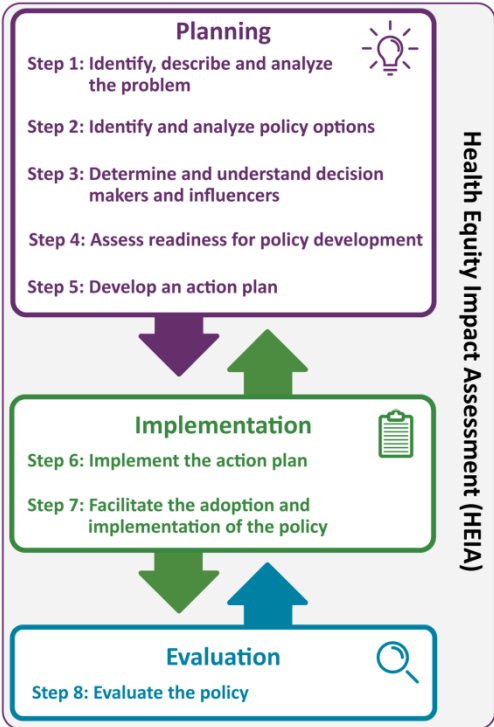 Planning
Step 1: Identify, describe and analyze
the problem
Step 2: Identify and analyze policy options
Step 3: Determine and understand decision
makers and influencers
Step 4: Assess readiness for policy development
Step 5: Develop an action plan
Implementation
Step 6: Implement the action plan
Step 7: Facilitate the adoption and
implementation of the policy
Evaluation
Step 8: Evaluate the policy
Health Equity Impact Assessment (HEIA)